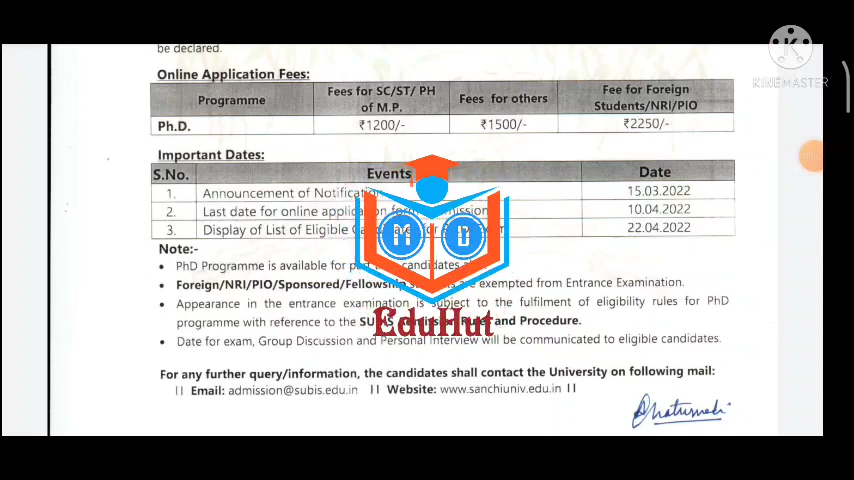 be declared.
Online Application Fees:
Programme Fees for SC/ST/ PH of M.P. Fees for others Fee for Foreign Students/NRI/PIO
Ph.D. ₹1200/- ₹1500/- ₹2250/-
Important Dates:
S.No. Events Date
1. Announcement of Notification 15.03.2022
2. Last date for online application form 10.04.2022
3. Display of List of Eligible 22.04.2022
Note:-
• PhD Programme is available for candidates
• Foreign/NRI/PIO/Sponsored/Fellowship are exempted from Entrance Examination.
• Appearance in the entrance examination is subject to the fulfilment of eligibility rules for PhD
programme with reference to the and Procedure.
• Date for exam, Group Discussion and Personal Interview will be communicated to eligible candidates.
For any further query/information, the candidates shall contact the University on following mail:
II Email: admission@subis.edu.in II Website: www.sanchiuniv.edu.in II
M U
EduHut
K
KINEMASTER